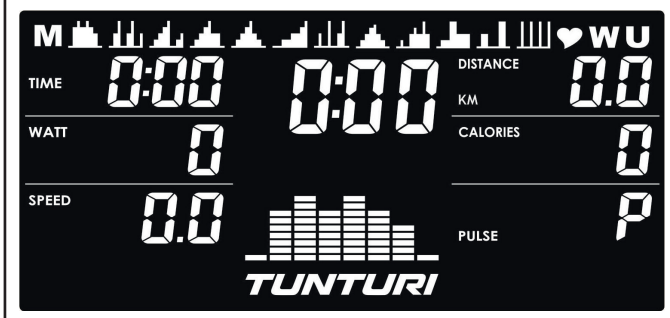 M W U
TIME 0:00
0:00
DISTANCE
KM 0.0
WATT 0
CALORIES 0
SPEED 0.0
PULSE P
TUNTURI